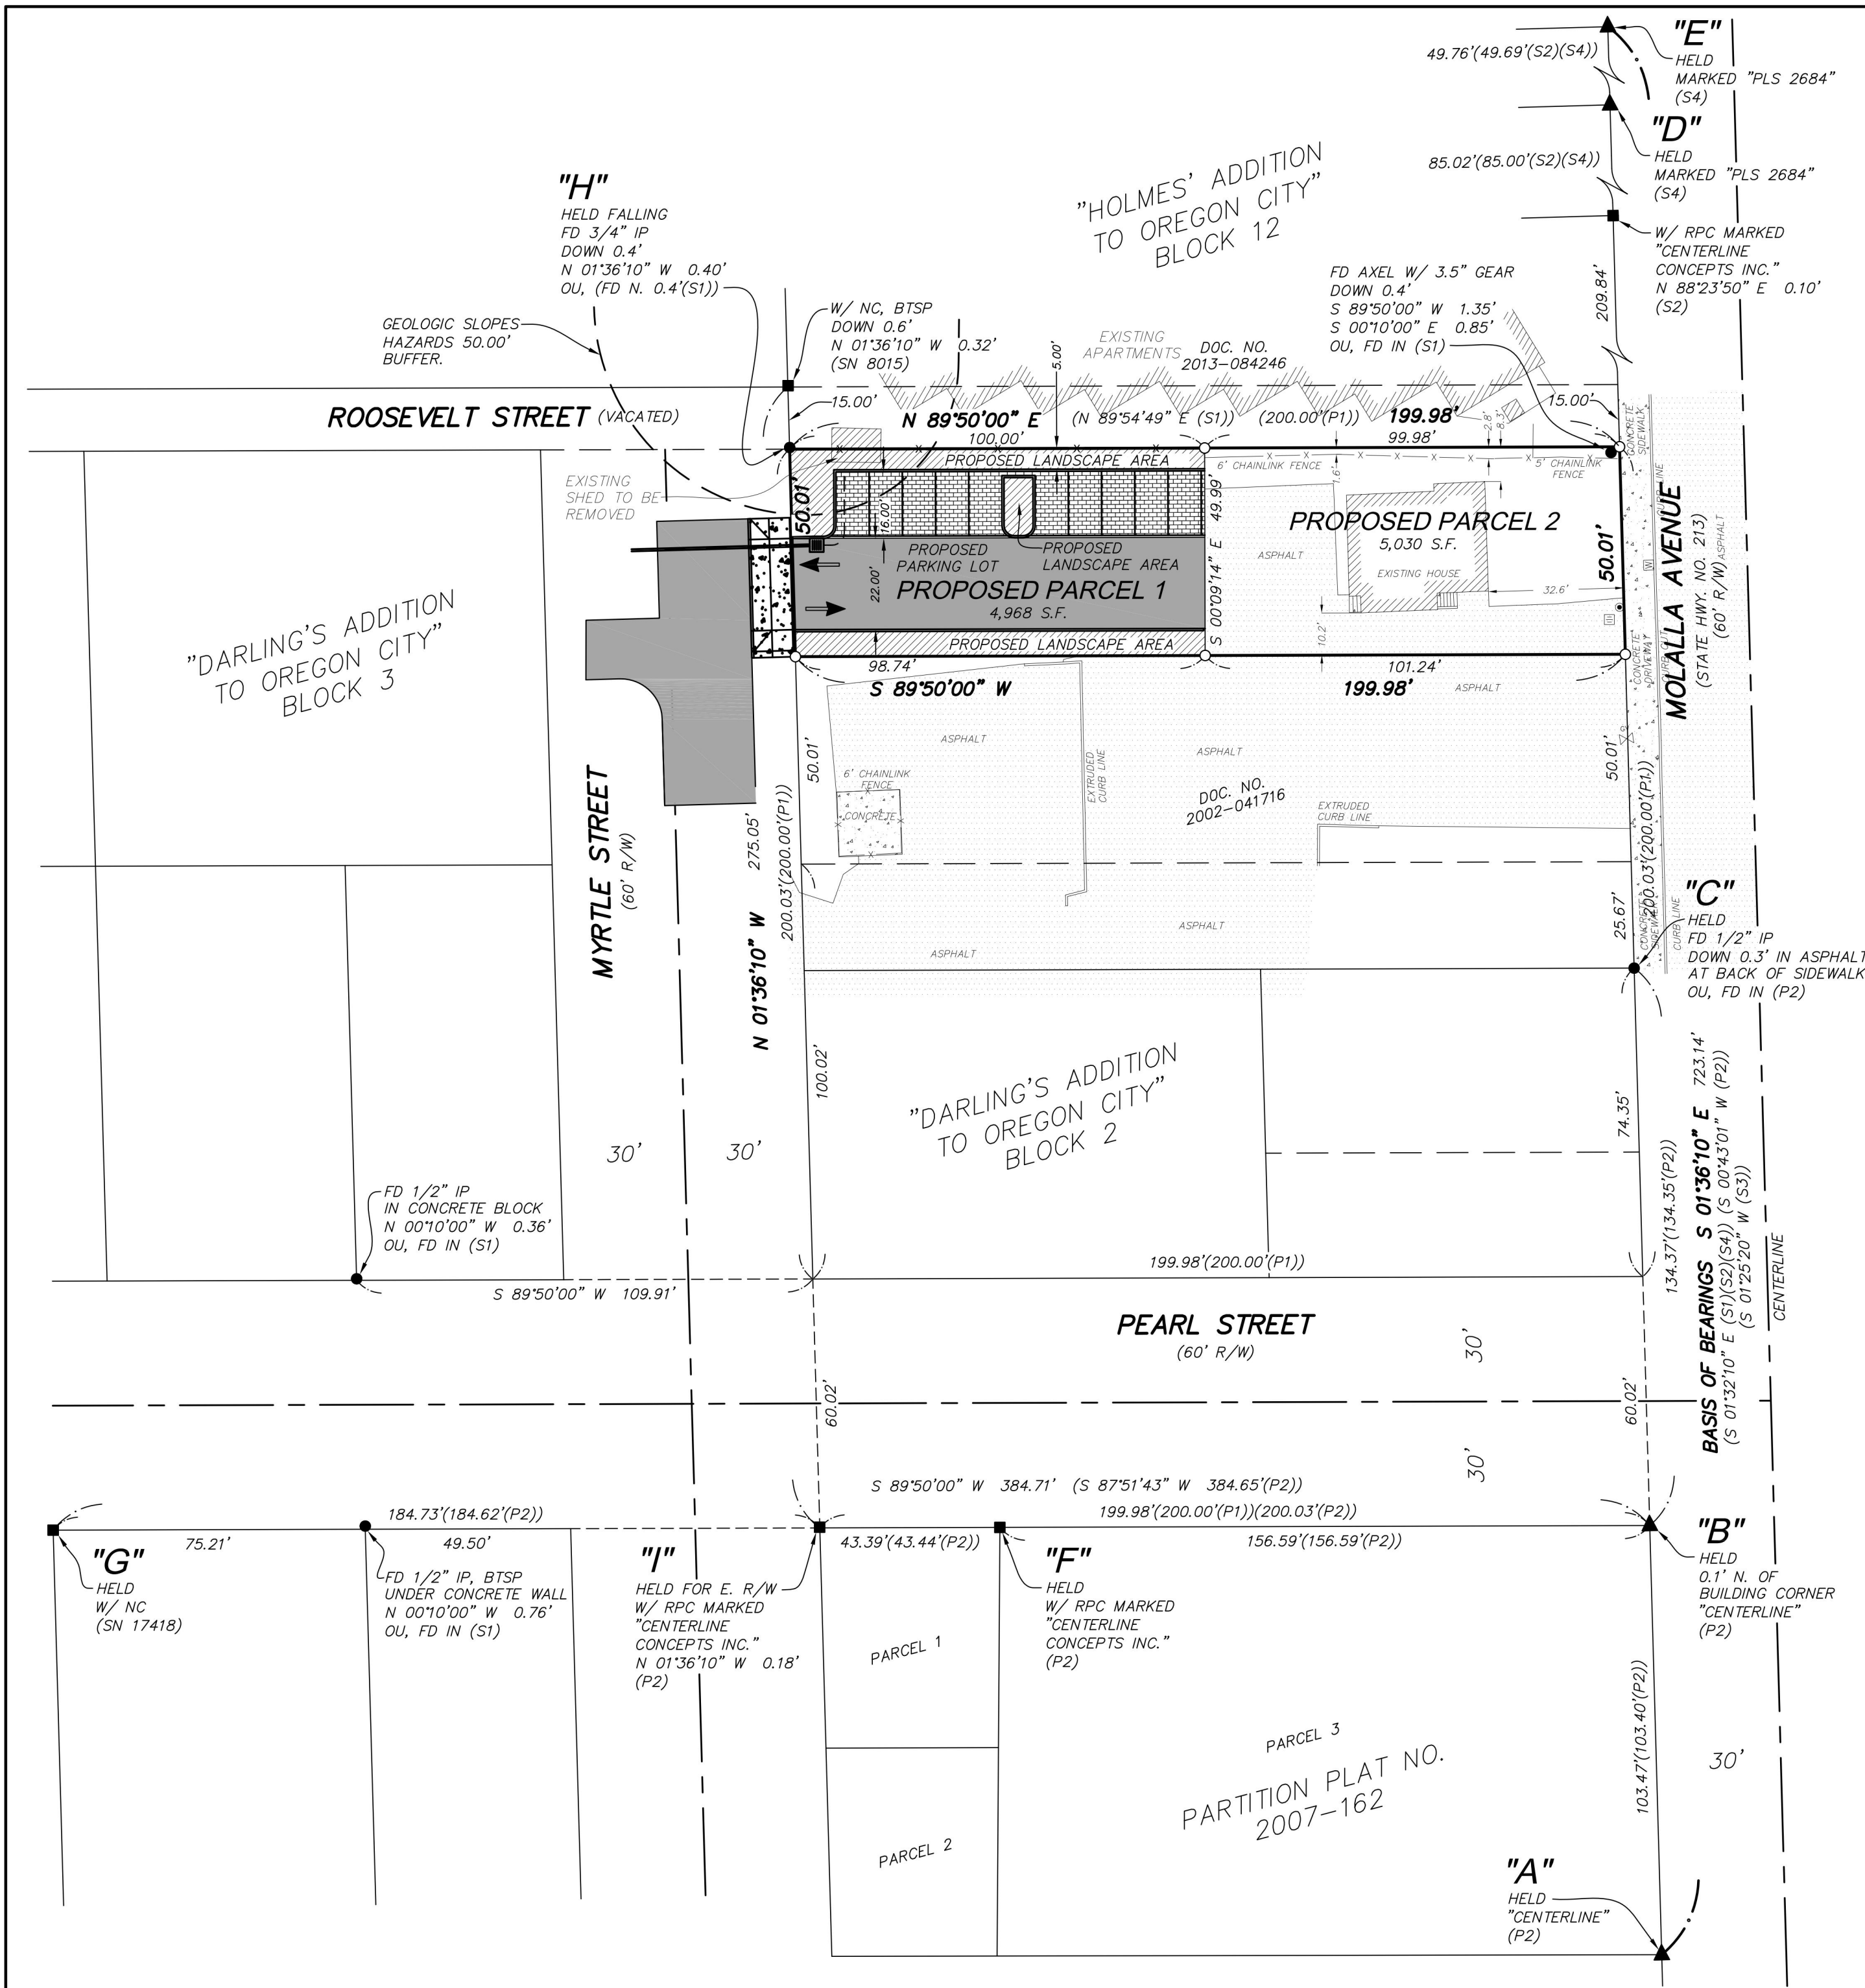 "E"
HELD
MARKED "PLS 2684"
(S4)
49.76'(49.69'(S2)(S4))
"D"
HELD
MARKED "PLS 2684"
(S4)
85.02'(85.00'(S2)(S4))
W/ RPC MARKED
"CENTERLINE
CONCEPTS INC."
N 88°23'50" E 0.10'
(S2)
209.84'
"HOLMES' ADDITION
TO OREGON CITY"
BLOCK 12
"H"
HELD FALLING
FD 3/4" IP
DOWN 0.4'
N 01°36'10" W 0.40'
OU, (FD N. 0.4'(S1))
GEOLOGIC SLOPES
HAZARDS 50.00'
BUFFER.
W/ NC, BTSP
DOWN 0.6'
N 01°36'10" W 0.32'
(SN 8015)
FD AXEL W/ 3.5" GEAR
DOWN 0.4'
S 89°50'00" W 1.35'
S 00°10'00" E 0.85'
OU, FD IN (S1)
EXISTING
APARTMENTS
DOC. NO.
2013-084246
5.00'
ROOSEVELT STREET (VACATED)
15.00'
N 89°50'00" E (N 89°54'49" E (S1)) (200.00'(P1)) 199.98'
15.00'
100.00'
99.98'
2.8'
8.3'
CONCRETE
SIDEWALK
PROPOSED LANDSCAPE AREA
6' CHAINLINK FENCE
5' CHAINLINK
FENCE
1.6'
EXISTING
SHED TO BE
REMOVED
50.01'
16.00'
49.99'
S 00°09'14" E
PROPOSED PARCEL 2
5,030 S.F.
ASPHALT
EXISTING HOUSE
32.6'
10.2'
50.01'
PROPOSED
PARKING LOT
PROPOSED
LANDSCAPE AREA
PROPOSED PARCEL 1
4,968 S.F.
22.00'
PROPOSED LANDSCAPE AREA
98.74'
S 89°50'00" W
101.24'
199.98'
ASPHALT
CURB LINE
ASPHALT
MOLALLA AVENUE
(STATE HWY. NO. 213)
(60' R/W)
CONCRETE
DRIVEWAY
CURB CUT
"DARLING'S ADDITION
TO OREGON CITY"
BLOCK 3
MYRTLE STREET
(60' R/W)
50.01'
275.05'
200.03'(200.00'(P1))
N 01°36'10" W
ASPHALT
6' CHAINLINK
FENCE
CONCRETE
EXTRUDED
CURB LINE
ASPHALT
DOC. NO.
2002-041716
EXTRUDED
CURB LINE
ASPHALT
ASPHALT
50.01'
200.03'(200.00'(P1))
25.67'
CONCRETE
SIDEWALK
CURB LINE
"C"
HELD
FD 1/2" IP
DOWN 0.3' IN ASPHALT
AT BACK OF SIDEWALK
OU, FD IN (P2)
100.02'
"DARLING'S ADDITION
TO OREGON CITY"
BLOCK 2
74.35'
134.37'(134.35'(P2))
BASIS OF BEARINGS S 01°36'10" E 723.14'
(S 01°32'10" E (S1)(S2)(S4)) (S 00°43'01" W (P2))
(S 01°25'20" W (S3))
CENTERLINE
30'
30'
FD 1/2" IP
IN CONCRETE BLOCK
N 00°10'00" W 0.36'
OU, FD IN (S1)
S 89°50'00" W 109.91'
199.98'(200.00'(P1))
PEARL STREET
(60' R/W)
30'
60.02'
60.02'
30'
S 89°50'00" W 384.71' (S 87°51'43" W 384.65'(P2))
184.73'(184.62'(P2))
199.98'(200.00'(P1))(200.03'(P2))
75.21'
49.50'
43.39'(43.44'(P2))
156.59'(156.59'(P2))
"G"
HELD
W/ NC
(SN 17418)
FD 1/2" IP, BTSP
UNDER CONCRETE WALL
N 00°10'00" W 0.76'
OU, FD IN (S1)
"I"
HELD FOR E. R/W
W/ RPC MARKED
"CENTERLINE
CONCEPTS INC."
N 01°36'10" W 0.18'
(P2)
"F"
HELD
W/ RPC MARKED
"CENTERLINE
CONCEPTS INC."
(P2)
"B"
HELD
0.1' N. OF
BUILDING CORNER
"CENTERLINE"
(P2)
PARCEL 1
PARCEL 2
PARCEL 3
PARTITION PLAT NO.
2007-162
103.47'(103.40'(P2))
30'
"A"
HELD
"CENTERLINE"
(P2)